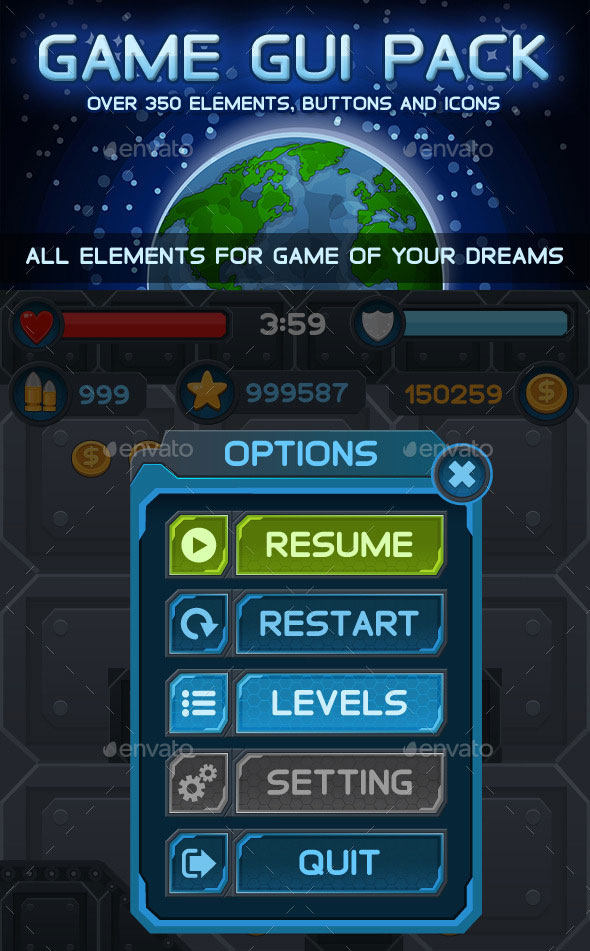 GAME GUI PACK
OVER 350 ELEMENTS, BUTTONS AND ICONS
envato envato
ALL ELEMENTS FOR GAME OF YOUR DREAMS
3:59
999 999587 150259
envato envato
OPTIONS
RESUME
RESTART
LEVELS
envato envato
SETTING
QUIT